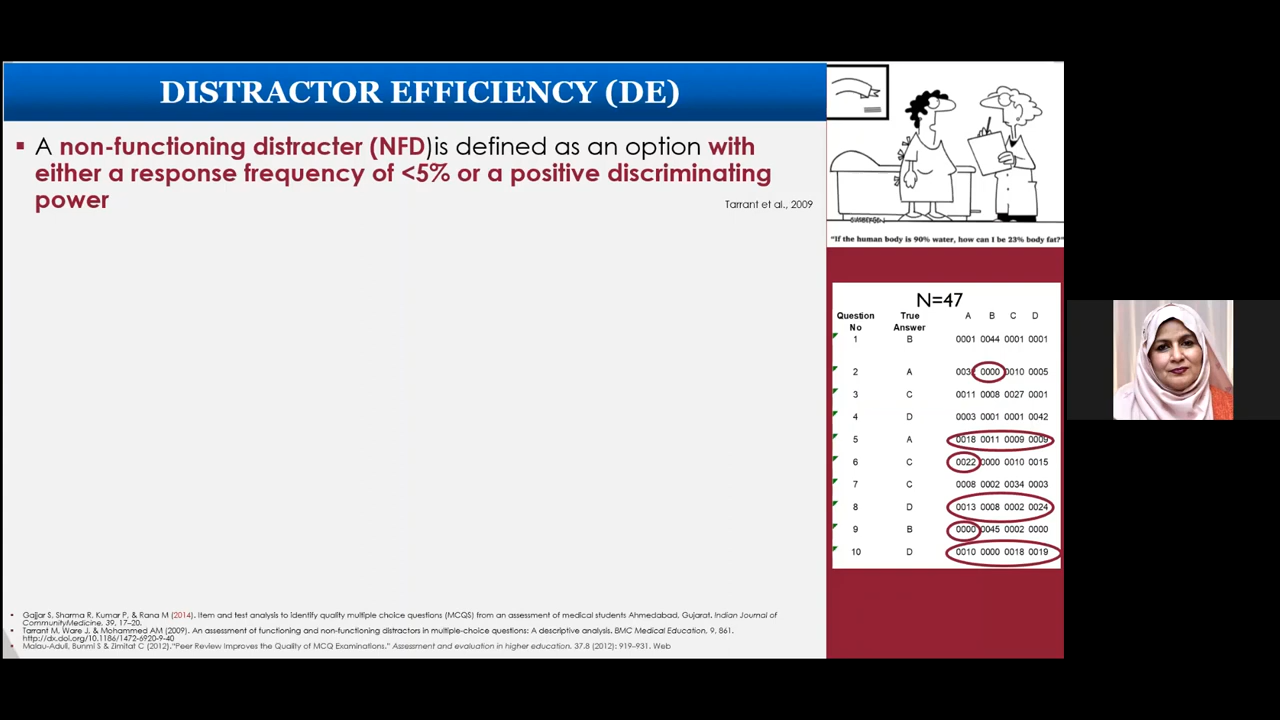 DISTRACTOR EFFICIENCY (DE)
▪ A non-functioning distracter (NFD)is defined as an option with
either a response frequency of <5% or a positive discriminating
power
Tarrant et al., 2009
"If the human body is 90% water, how can I be 23% body fat?"
N=47
Question No True Answer A B C D
1 B 0001 0044 0001 0001
2 A 0000 0010 0005
3 C 0011 0008 0027 0001
4 D 0003 0001 0001 0042
5 A 0018 0011 0009 0009
6 C 0022 0000 0010 0015
7 C 0008 0002 0034 0003
8 D 0013 0008 0002 0024
9 B 0000 0045 0002 0000
10 D 0010 0000 0018 0019
▪ Gajjar S, Sharma R, Kumar P, & Rana M (2014). Item and test analysis to identify quality multiple choice questions (MCQS) from an assessment of medical students Ahmedabad, Gujarat. Indian Journal of
CommunityMedicine. 39, 17–20.
▪ Tarrant M, Ware J, & Mohammed AM (2009). An assessment of functioning and non-functioning distractors in multiple-choice questions: A descriptive analysis. BMC Medical Education. 9, 861.
http://dx.doi.org/10.1186/1472-6920-9-40
▪ Malau-Aduli, Bunmi S & Zimitat C (2012)."Peer Review Improves the Quality of MCQ Examinations." Assessment and evaluation in higher education. 37.8 (2012): 919–931. Web